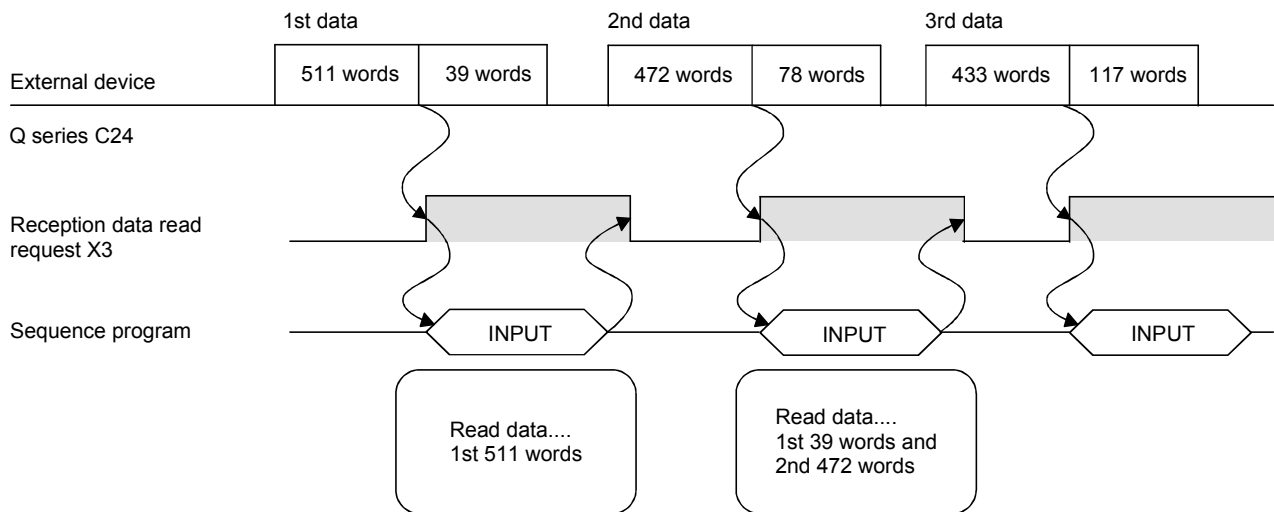 1st data
2nd data
3rd data
511 words
39 words
472 words
78 words
433 words
117 words
External device
Q series C24
Reception data read
request X3
Sequence program
INPUT
INPUT
INPUT
Read data....
1st 511 words
Read data....
1st 39 words and
2nd 472 words